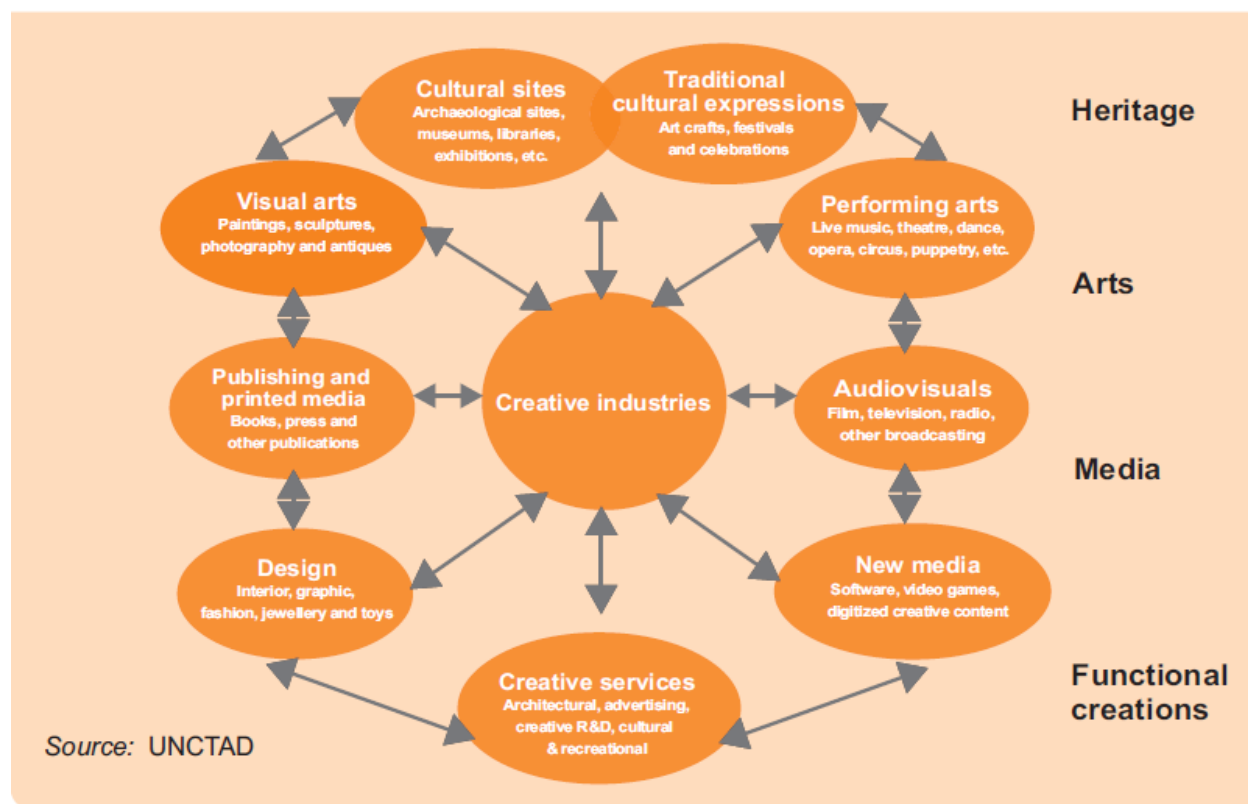 Cultural sites
Archaeological sites,
museums, libraries,
exhibitions, etc.
Traditional
cultural expressions
Art crafts, festivals
and celebrations
Heritage
Visual arts
Paintings, sculptures,
photography and antiques
Performing arts
Live music, theatre, dance,
opera, circus, puppetry, etc.
Arts
Publishing and
printed media
Books, press and
other publications
Creative industries
Audiovisuals
Film, television, radio,
other broadcasting
Media
Design
Interior, graphic,
fashion, jewellery and toys
New media
Software, video games,
digitized creative content
Creative services
Architectural, advertising,
creative R&D, cultural
& recreational
Functional
creations
Source: UNCTAD